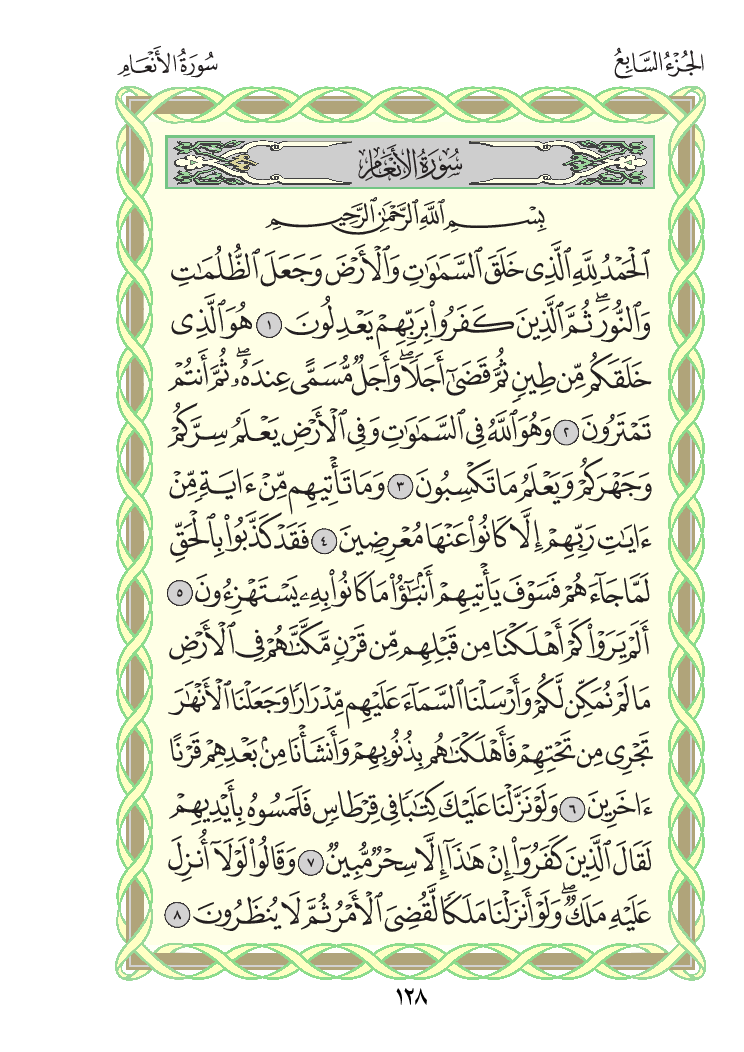 الجُزْءُ السَّابِعُ
سُورَةُ الأَنْعَامِ
سُورَةُ الأَنْعَامِ
بِسْمِ ٱللَّهِ ٱلرَّحْمَٰنِ ٱلرَّحِيمِ
ٱلْحَمْدُ لِلَّهِ ٱلَّذِى خَلَقَ ٱلسَّمَٰوَٰتِ وَٱلْأَرْضَ وَجَعَلَ ٱلظُّلُمَٰتِ
وَٱلنُّورَ ۖ ثُمَّ ٱلَّذِينَ كَفَرُوا۟ بِرَبِّهِمْ يَعْدِلُونَ ١ هُوَ ٱلَّذِى
خَلَقَكُم مِّن طِينٍ ثُمَّ قَضَىٰٓ أَجَلًا ۖ وَأَجَلٌ مُّسَمًّى عِندَهُۥ ۖ ثُمَّ أَنتُمْ
تَمْتَرُونَ ٢ وَهُوَ ٱللَّهُ فِى ٱلسَّمَٰوَٰتِ وَفِى ٱلْأَرْضِ يَعْلَمُ سِرَّكُمْ
وَجَهْرَكُمْ وَيَعْلَمُ مَا تَكْسِبُونَ ٣ وَمَا تَأْتِيهِم مِّنْ ءَايَةٍ مِّنْ
ءَايَٰتِ رَبِّهِمْ إِلَّا كَانُوا۟ عَنْهَا مُعْرِضِينَ ٤ فَقَدْ كَذَّبُوا۟ بِٱلْحَقِّ
لَمَّا جَآءَهُمْ فَسَوْفَ يَأْتِيهِمْ أَنۢبَٰٓؤُا۟ مَا كَانُوا۟ بِهِۦ يَسْتَهْزِءُونَ ٥
أَلَمْ يَرَوْا۟ كَمْ أَهْلَكْنَا مِن قَبْلِهِم مِّن قَرْنٍ مَّكَّنَّٰهُمْ فِى ٱلْأَرْضِ
مَا لَمْ نُمَكِّن لَّكُمْ وَأَرْسَلْنَا ٱلسَّمَآءَ عَلَيْهِم مِّدْرَارًا وَجَعَلْنَا ٱلْأَنْهَٰرَ
تَجْرِى مِن تَحْتِهِمْ فَأَهْلَكْنَٰهُم بِذُنُوبِهِمْ وَأَنشَأْنَا مِنۢ بَعْدِهِمْ قَرْنًا
ءَاخَرِينَ ٦ وَلَوْ نَزَّلْنَا عَلَيْكَ كِتَٰبًا فِى قِرْطَاسٍ فَلَمَسُوهُ بِأَيْدِيهِمْ
لَقَالَ ٱلَّذِينَ كَفَرُوٓا۟ إِنْ هَٰذَآ إِلَّا سِحْرٌ مُّبِينٌ ٧ وَقَالُوا۟ لَوْلَآ أُنزِلَ
عَلَيْهِ مَلَكٌ ۖ وَلَوْ أَنزَلْنَا مَلَكًا لَّقُضِىَ ٱلْأَمْرُ ثُمَّ لَا يُنظَرُونَ ٨
١٢٨